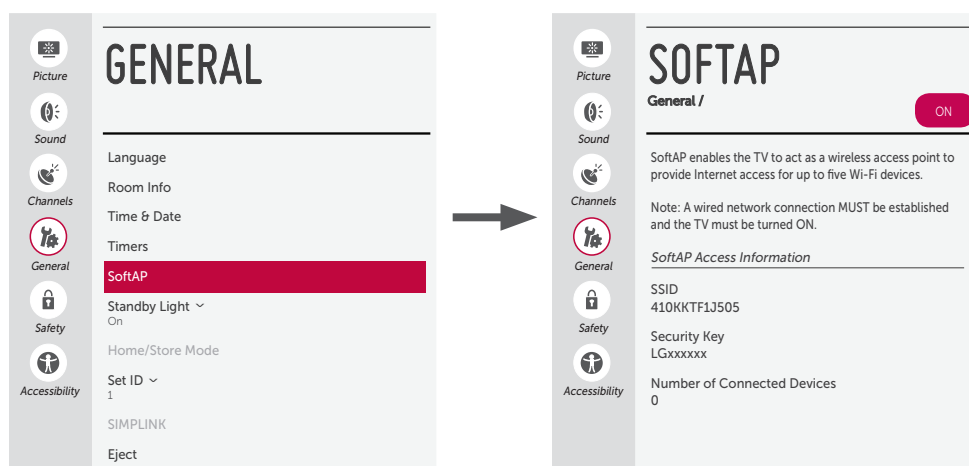 Picture
Sound
Channels
General
Safety
Accessibility
GENERAL
Language
Room Info
Time & Date
Timers
SoftAP
Standby Light
On
Home/Store Mode
Set ID
1
SIMPLINK
Eject
Picture
Sound
Channels
General
Safety
Accessibility
SOFTAP
General /
ON
SoftAP enables the TV to act as a wireless access point to
provide Internet access for up to five Wi-Fi devices.
Note: A wired network connection MUST be established
and the TV must be turned ON.
SoftAP Access Information
SSID
410KKTF1J505
Security Key
LGxxxxxx
Number of Connected Devices
0